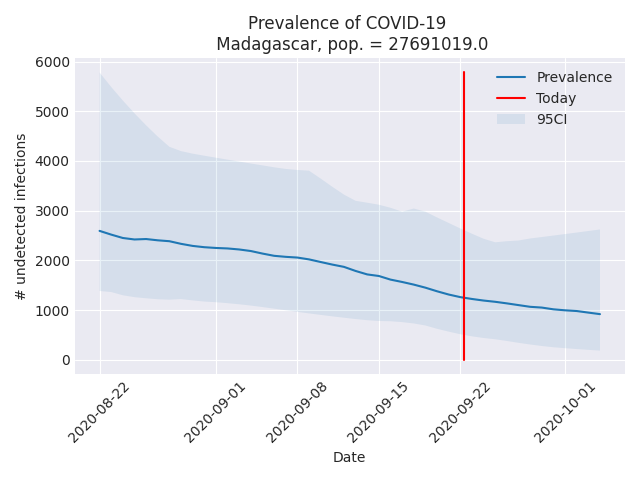 Prevalence of COVID-19
Madagascar, pop. = 27691019.0
Prevalence
Today
95CI
6000
5000
4000
3000
2000
1000
0
# undetected infections
2020-08-22
2020-09-01
2020-09-08
2020-09-15
2020-09-22
2020-10-01
Date